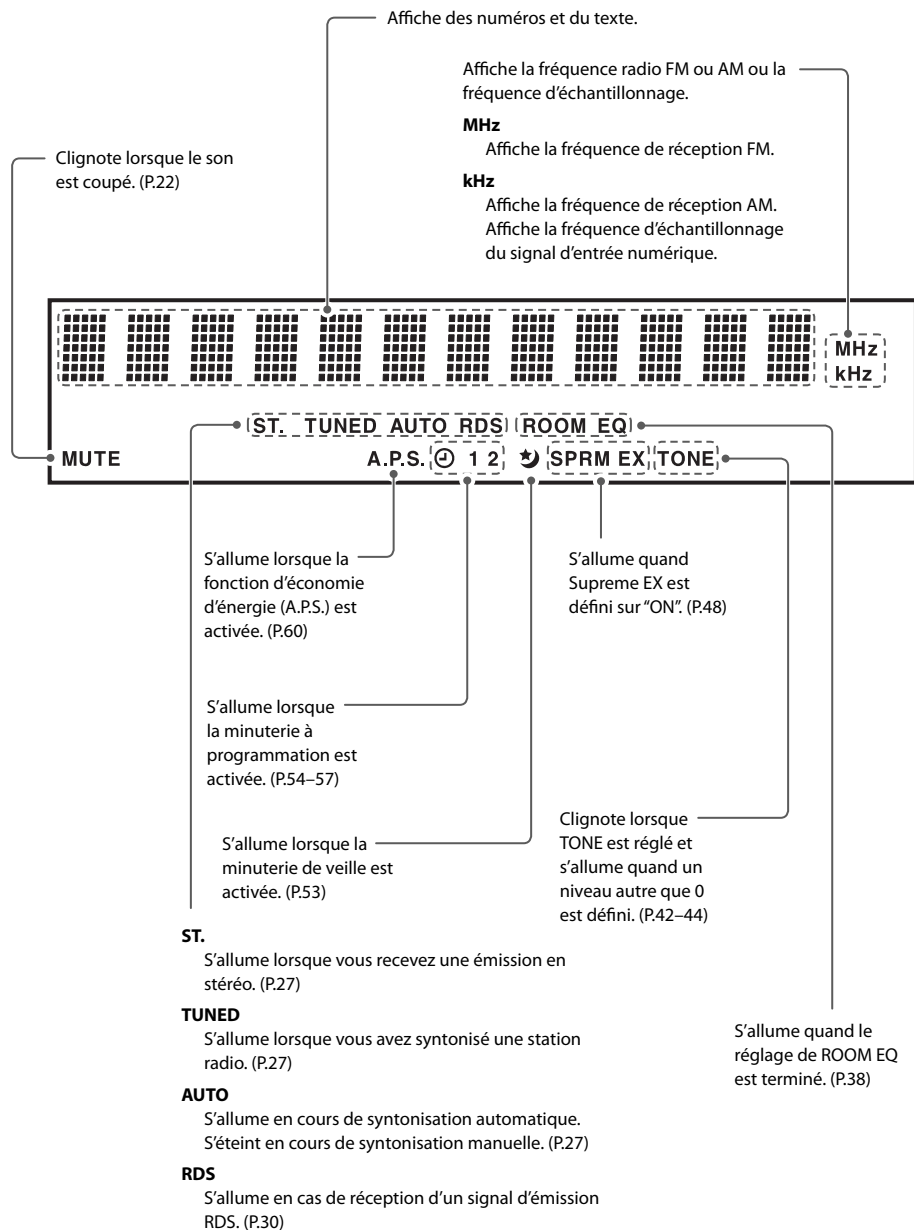 Affiche des numéros et du texte.
Affiche la fréquence radio FM ou AM ou la
fréquence d’échantillonnage.
MHz
Affiche la fréquence de réception FM.
kHz
Affiche la fréquence de réception AM.
Affiche la fréquence d’échantillonnage
du signal d’entrée numérique.
Clignote lorsque le son
est coupé. (P.22)
MHz
kHz
ST. TUNED AUTO RDS ROOM EQ
MUTE A.P.S. 1 2 SPRM EX TONE
S’allume lorsque la
fonction d’économie
d’énergie (A.P.S.) est
activée. (P.60)
S’allume quand
Supreme EX est
défini sur “ON”. (P.48)
S’allume lorsque
la minuterie à
programmation est
activée. (P.54–57)
S’allume lorsque la
minuterie de veille est
activée. (P.53)
Clignote lorsque
TONE est réglé et
s’allume quand un
niveau autre que 0
est défini. (P.42–44)
ST.
S’allume lorsque vous recevez une émission en
stéréo. (P.27)
TUNED
S’allume lorsque vous avez syntonisé une station
radio. (P.27)
AUTO
S’allume en cours de syntonisation automatique.
S’éteint en cours de syntonisation manuelle. (P.27)
RDS
S’allume en cas de réception d’un signal d’émission
RDS. (P.30)
S’allume quand le
réglage de ROOM EQ
est terminé. (P.38)